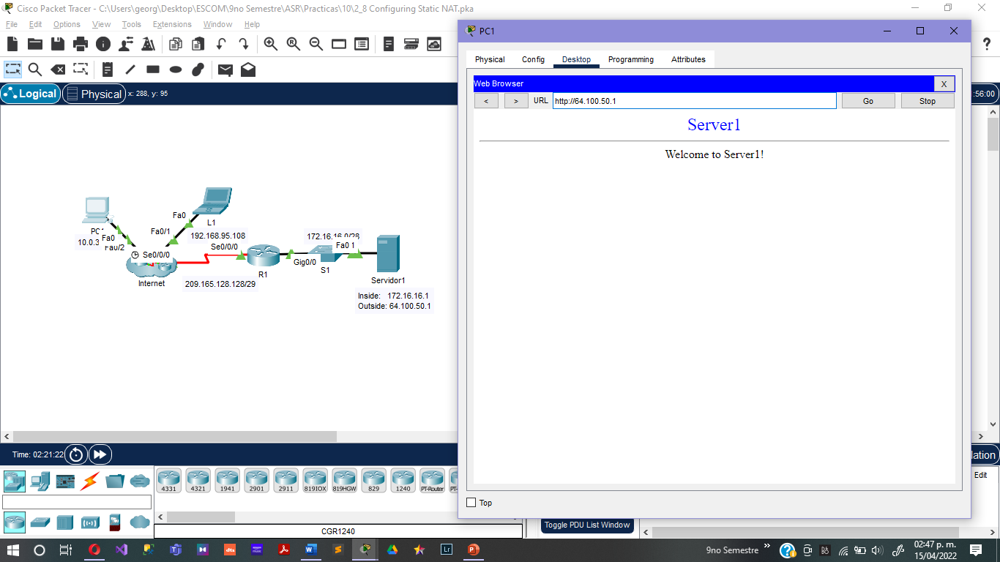 Cisco Packet Tracer - C:\Users\georg\Desktop\ESCOM\9no Semestre\ASR\Practicas\10\2_8 Configuring Static NAT.pka
File Edit Options View Tools Extensions Window Help
PC1
Physical Config Desktop Programming Attributes
Web Browser
X
< > URL http://64.100.50.1 Go Stop
Logical Physical x: 288, y: 95
:56:00
Server1
Welcome to Server1!
Fa0
L1
Fa0/1
192.168.95.108
172.16.16.0/28
10.0.3
Fa0
Se0/0/0
Fa0 1
Se0/0/0
Gig0/0
S1
R1
Internet
209.165.128.128/29
Servidor1
Inside: 172.16.16.1
Outside: 64.100.50.1
Time: 02:21:22
4331 4321 1941 2901 2911 819IOX 819HGW 829 1240 PT-Router PT-
CGR1240
Top
Toggle PDU List Window
lation
Edit
9no Semestre
02:47 p. m.
15/04/2022